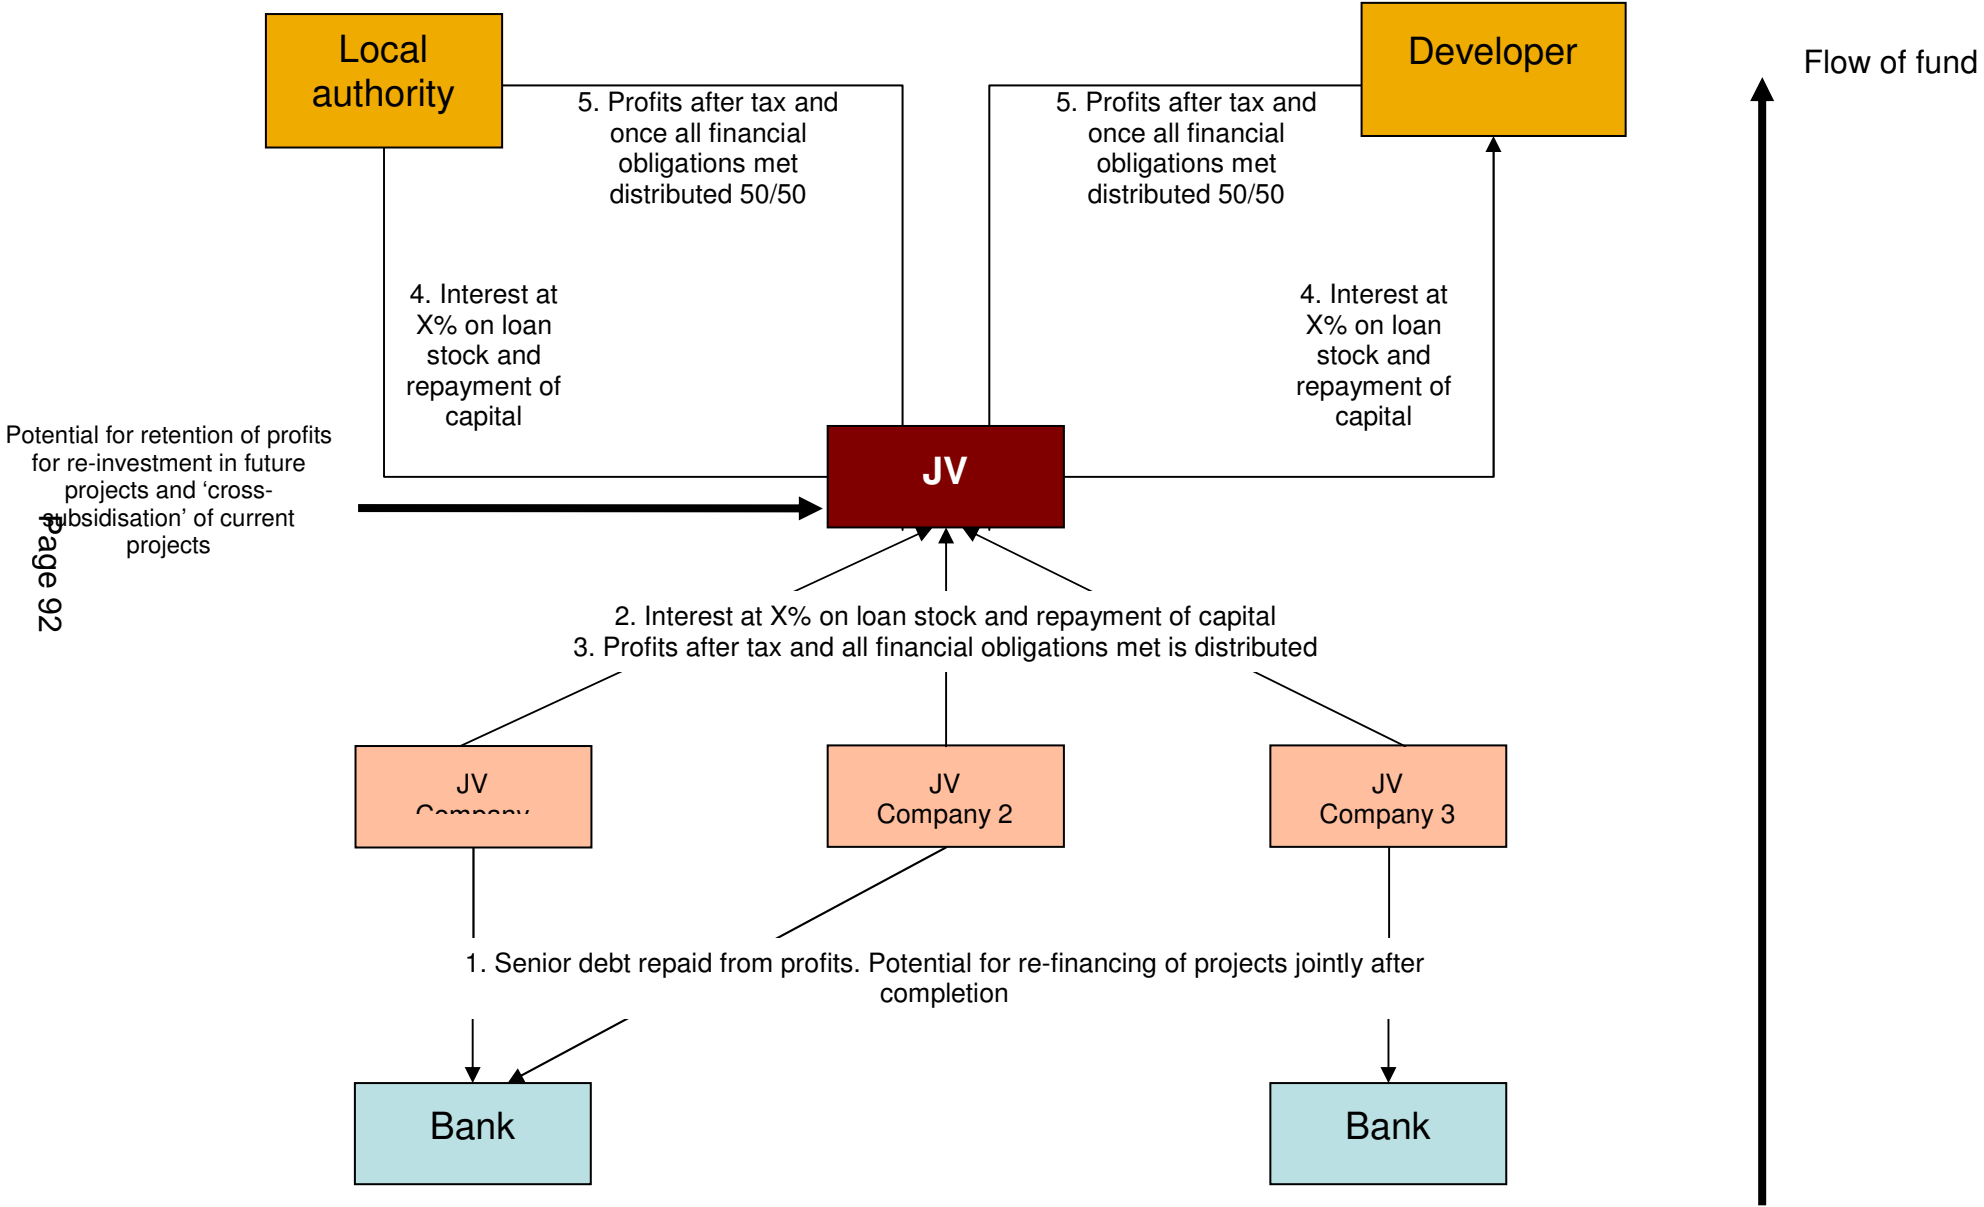 Local
authority
Developer
Flow of fund
5. Profits after tax and
once all financial
obligations met
distributed 50/50
5. Profits after tax and
once all financial
obligations met
distributed 50/50
4. Interest at
X% on loan
stock and
repayment of
capital
4. Interest at
X% on loan
stock and
repayment of
capital
Potential for retention of profits
for re-investment in future
projects and ‘cross-
subsidisation’ of current
projects
Page 92
JV
2. Interest at X% on loan stock and repayment of capital
3. Profits after tax and all financial obligations met is distributed
JV
Company
JV
Company 2
JV
Company 3
1. Senior debt repaid from profits. Potential for re-financing of projects jointly after
completion
Bank
Bank